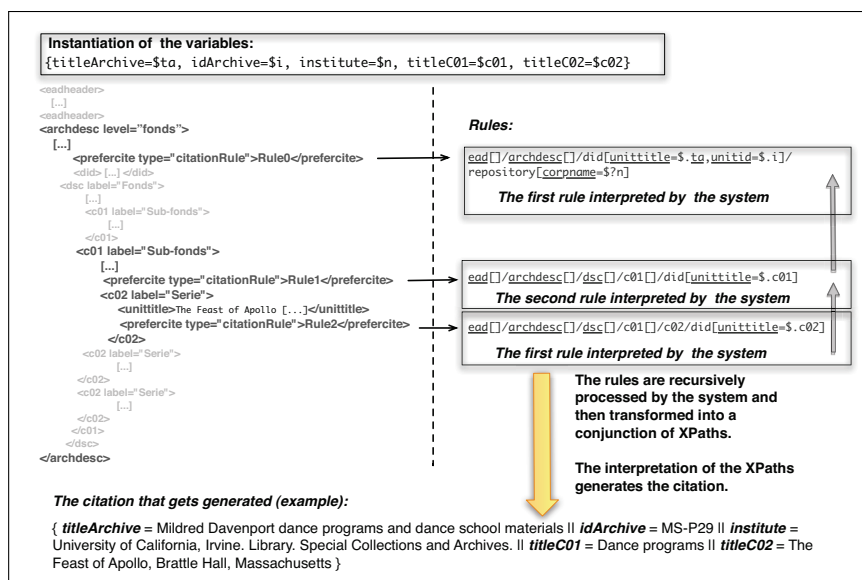 Instantiation of the variables:
{titleArchive=$ta, idArchive=$i, institute=$n, titleC01=$c01, titleC02=$c02}
<eadheader>
[...]
<eadheader>
<archdesc level="fonds">
[...]
<prefercite type="citationRule">Rule0</prefercite>
<did> [...] </did>
<dsc label="Fonds">
[...]
<c01 label="Sub-fonds">
[...]
</c01>
<c01 label="Sub-fonds">
[...]
<prefercite type="citationRule">Rule1</prefercite>
<c02 label="Serie">
<unittitle>The Feast of Apollo [...]</unittitle>
<prefercite type="citationRule">Rule2</prefercite>
</c02>
<c02 label="Serie">
[...]
</c02>
<c02 label="Serie">
[...]
</c02>
</c01>
</dsc>
</archdesc>
Rules:
ead[]/archdesc[]/did[unittitle=$.ta,unitid=$.i]/
repository[corpname=$?n]
The first rule interpreted by the system
ead[]/archdesc[]/dsc[]/c01[]/did[unittitle=$.c01]
The second rule interpreted by the system
ead[]/archdesc[]/dsc[]/c01[]/c02/did[unittitle=$.c02]
The first rule interpreted by the system
The rules are recursively
processed by the system and
then transformed into a
conjunction of XPaths.
The interpretation of the XPaths
generates the citation.
The citation that gets generated (example):
{ titleArchive = Mildred Davenport dance programs and dance school materials || idArchive = MS-P29 || institute =
University of California, Irvine. Library. Special Collections and Archives. || titleC01 = Dance programs || titleC02 = The
Feast of Apollo, Brattle Hall, Massachusetts }